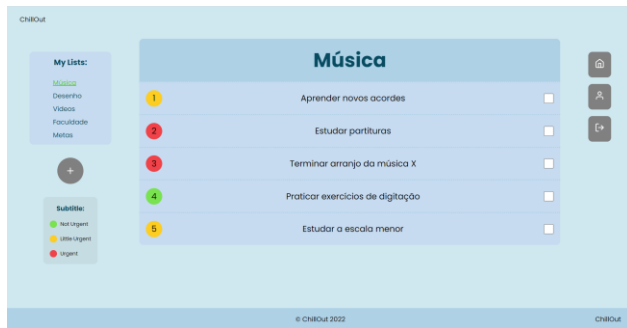 ChillOut
My Lists:
Música
Desenho
Vídeos
Faculdade
Metas
+
Subtitle:
Not Urgent
Little Urgent
Urgent
Música
1 Aprender novos acordes
2 Estudar partituras
3 Terminar arranjo da música X
4 Praticar exercícios de digitação
5 Estudar a escala menor
© ChillOut 2022
ChillOut